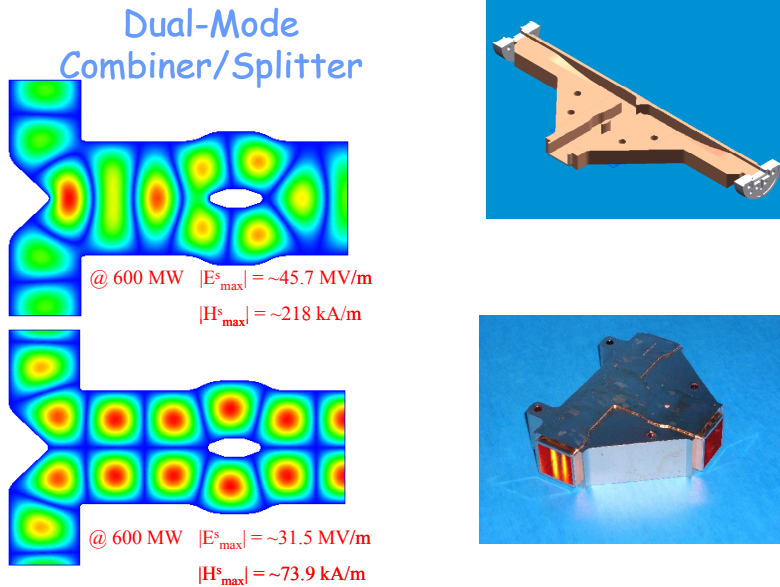 Dual-Mode
Combiner/Splitter
@ 600 MW |Eˢₘₐₓ| = ~45.7 MV/m
|Hˢₘₐₓ| = ~218 kA/m
@ 600 MW |Eˢₘₐₓ| = ~31.5 MV/m
|Hˢₘₐₓ| = ~73.9 kA/m